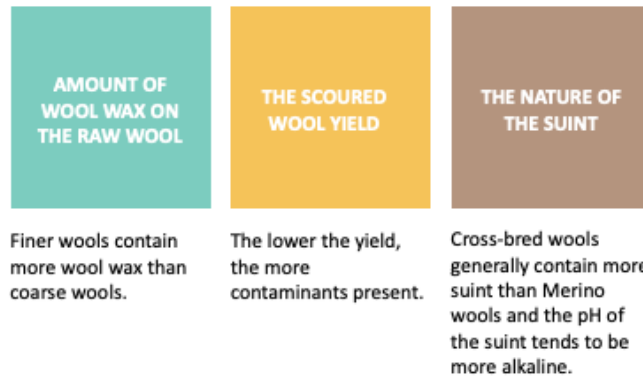 AMOUNT OF
WOOL WAX ON
THE RAW WOOL
Finer wools contain
more wool wax than
coarse wools.
THE SCOURED
WOOL YIELD
The lower the yield,
the more
contaminants present.
THE NATURE OF
THE SUINT
Cross-bred wools
generally contain more
suint than Merino
wools and the pH of
the suint tends to be
more alkaline.